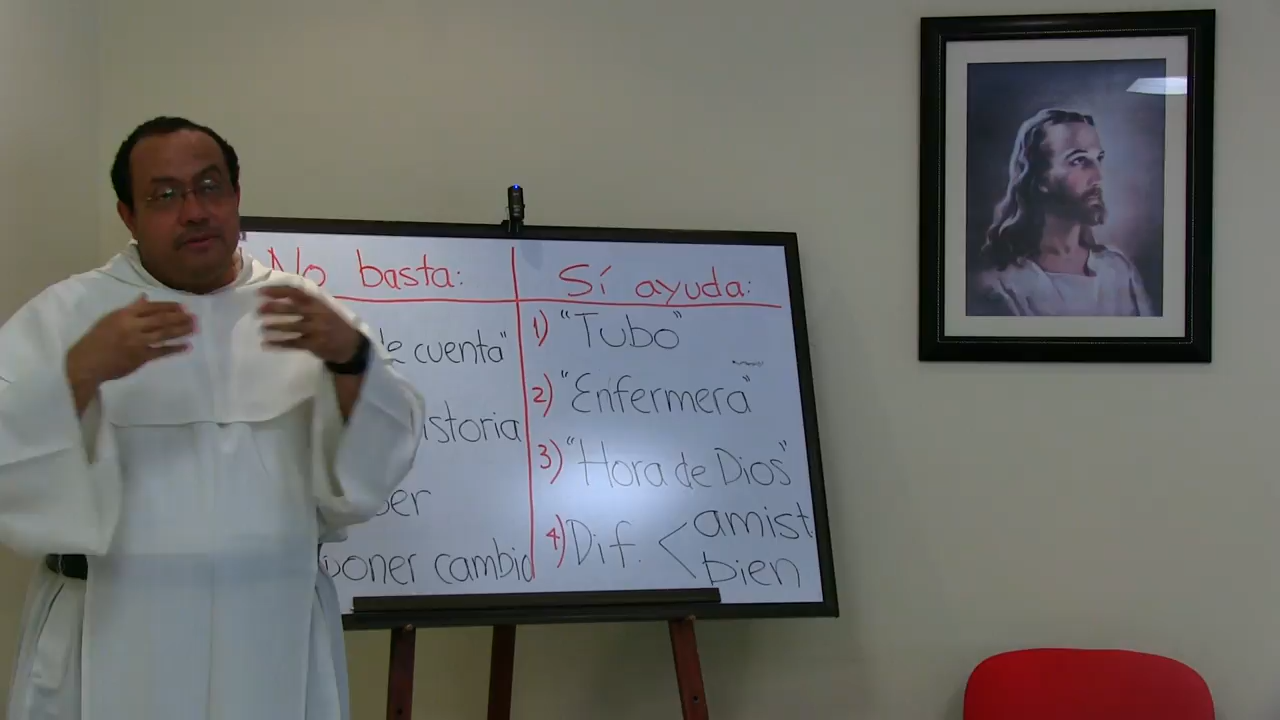 No basta:
de cuenta"
istoria
ber
poner cambio
Sí ayuda:
1) "Tubo"
2) "Enfermera"
3) "Hora de Dios"
4) Dif. < amist
bien